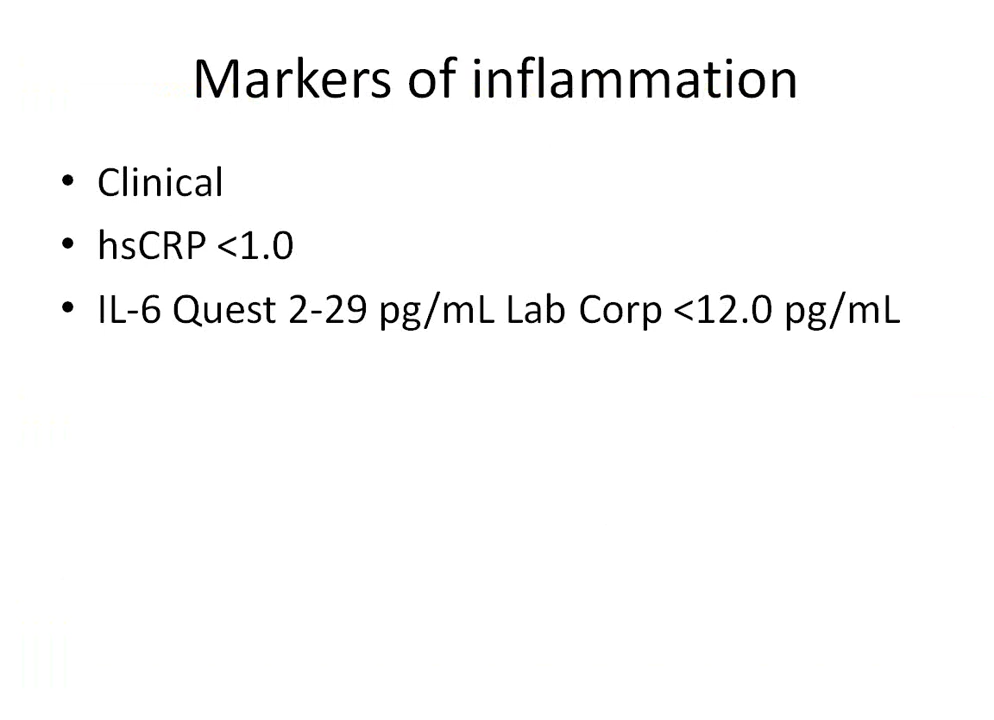 Markers of inflammation
• Clinical
• hsCRP <1.0
• IL-6 Quest 2-29 pg/mL Lab Corp <12.0 pg/mL